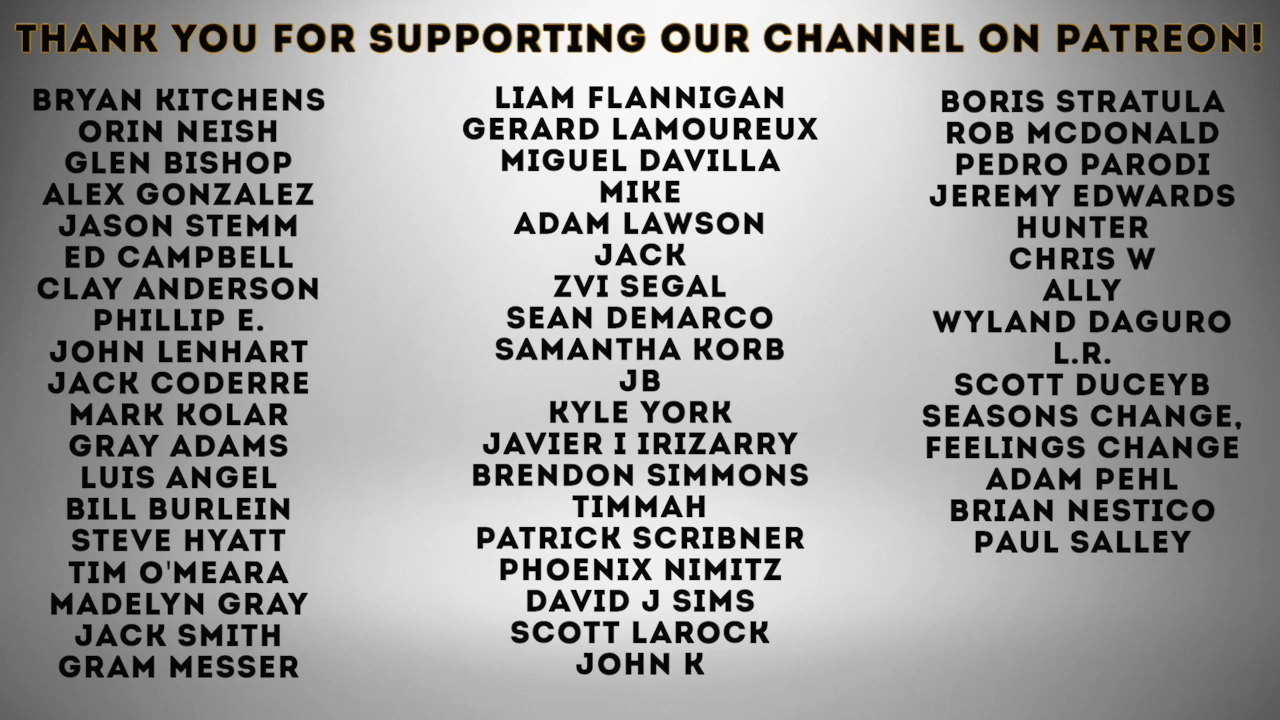 THANK YOU FOR SUPPORTING OUR CHANNEL ON PATREON!
BRYAN KITCHENS
ORIN NEISH
GLEN BISHOP
ALEX GONZALEZ
JASON STEMM
ED CAMPBELL
CLAY ANDERSON
PHILLIP E.
JOHN LENHART
JACK CODERRE
MARK KOLAR
GRAY ADAMS
LUIS ANGEL
BILL BURLEIN
STEVE HYATT
TIM O'MEARA
MADELYN GRAY
JACK SMITH
GRAM MESSER
LIAM FLANNIGAN
GERARD LAMOUREUX
MIGUEL DAVILLA
MIKE
ADAM LAWSON
JACK
ZVI SEGAL
SEAN DEMARCO
SAMANTHA KORB
JB
KYLE YORK
JAVIER I IRIZARRY
BRENDON SIMMONS
TIMMAH
PATRICK SCRIBNER
PHOENIX NIMITZ
DAVID J SIMS
SCOTT LAROCK
JOHN K
BORIS STRATULA
ROB MCDONALD
PEDRO PARODI
JEREMY EDWARDS
HUNTER
CHRIS W
ALLY
WYLAND DAGURO
L.R.
SCOTT DUCEYB
SEASONS CHANGE,
FEELINGS CHANGE
ADAM PEHL
BRIAN NESTICO
PAUL SALLEY